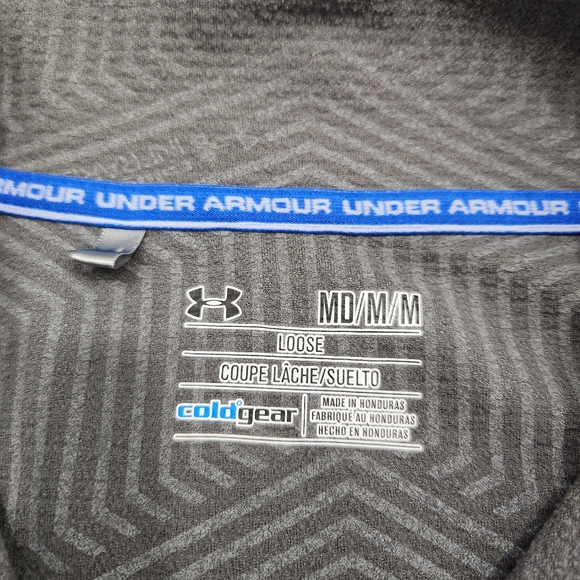 ARMOUR UNDER ARMOUR UNDER ARMOUR
MD/M/M
LOOSE
COUPE LÂCHE/SUELTO
coldgear
MADE IN HONDURAS
FABRIQUÉ AU HONDURAS
HECHO EN HONDURAS